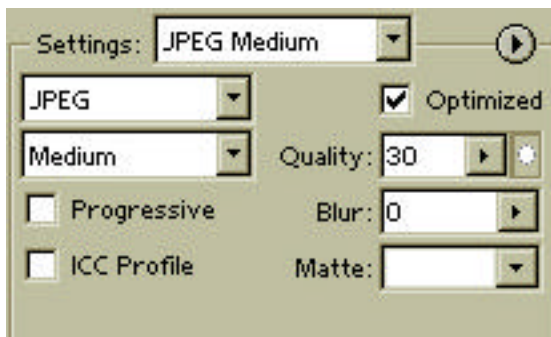 Settings: JPEG Medium
JPEG Optimized
Medium Quality: 30
Progressive Blur: 0
ICC Profile Matte: